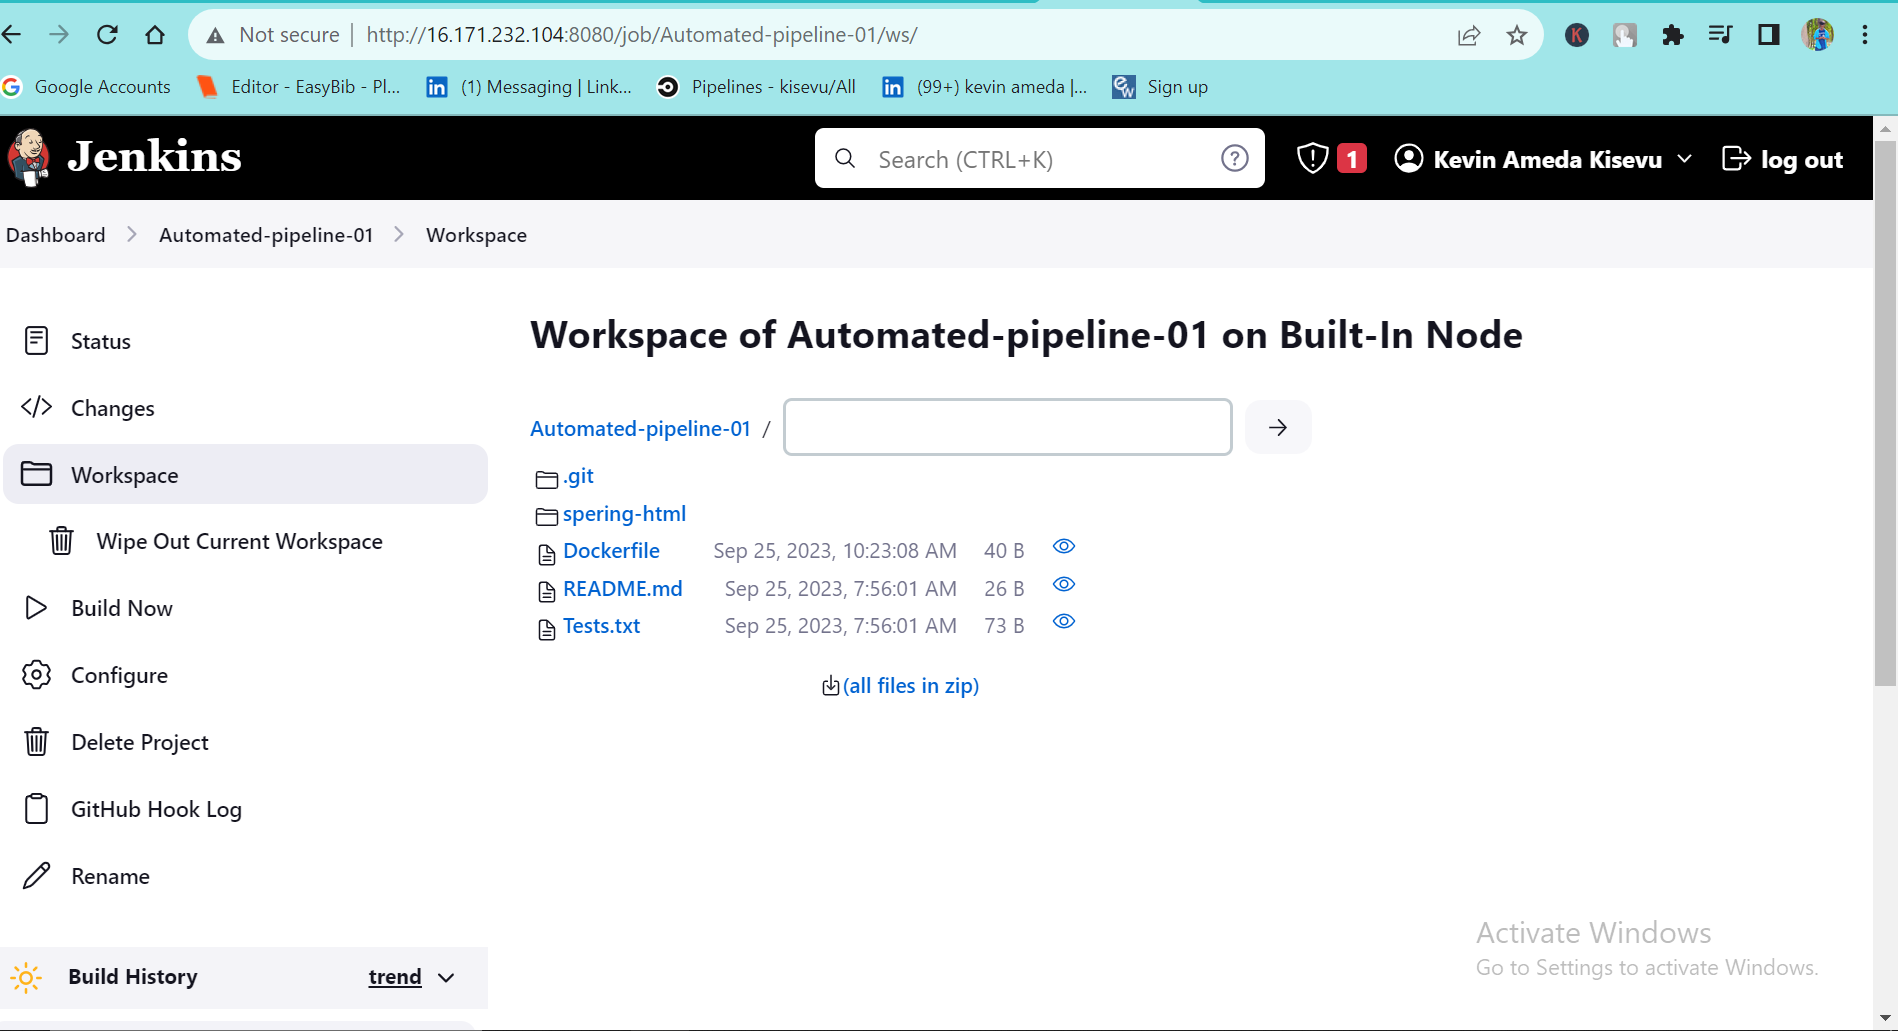 Not secure | http://16.171.232.104:8080/job/Automated-pipeline-01/ws/
K
G Google Accounts
Editor - EasyBib - Pl...
in (1) Messaging | Link...
Pipelines - kisevu/All
in (99+) kevin ameda |...
ew Sign up
Jenkins
Search (CTRL+K)
?
! 1
Kevin Ameda Kisevu
log out
Dashboard > Automated-pipeline-01 > Workspace
Status
Changes
Workspace
Wipe Out Current Workspace
Build Now
Configure
Delete Project
GitHub Hook Log
Rename
Build History trend
Workspace of Automated-pipeline-01 on Built-In Node
Automated-pipeline-01 /
.git
spering-html
Dockerfile Sep 25, 2023, 10:23:08 AM 40 B
README.md Sep 25, 2023, 7:56:01 AM 26 B
Tests.txt Sep 25, 2023, 7:56:01 AM 73 B
(all files in zip)
Activate Windows
Go to Settings to activate Windows.